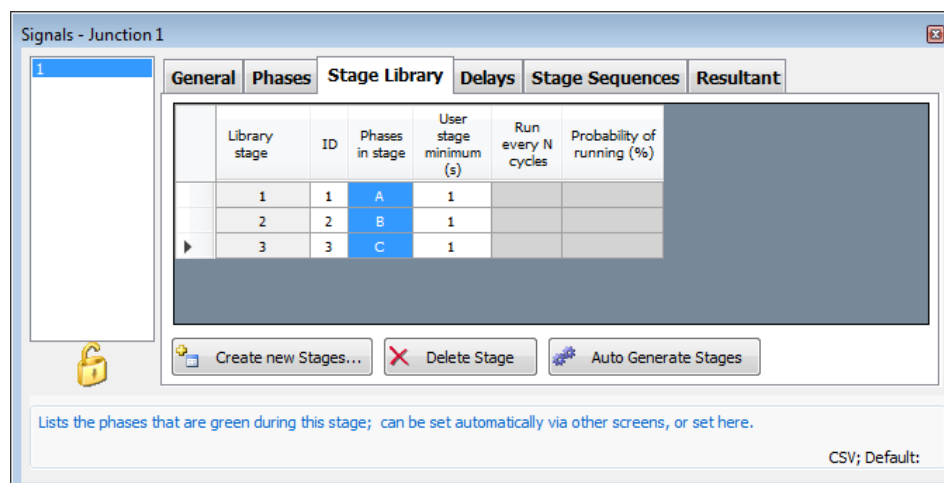 Signals - Junction 1
1
General Phases Stage Library Delays Stage Sequences Resultant
Library stage ID Phases in stage User stage minimum (s) Run every N cycles Probability of running (%)
1 1 A 1
2 2 B 1
3 3 C 1
Create new Stages... Delete Stage Auto Generate Stages
Lists the phases that are green during this stage; can be set automatically via other screens, or set here.
CSV; Default: